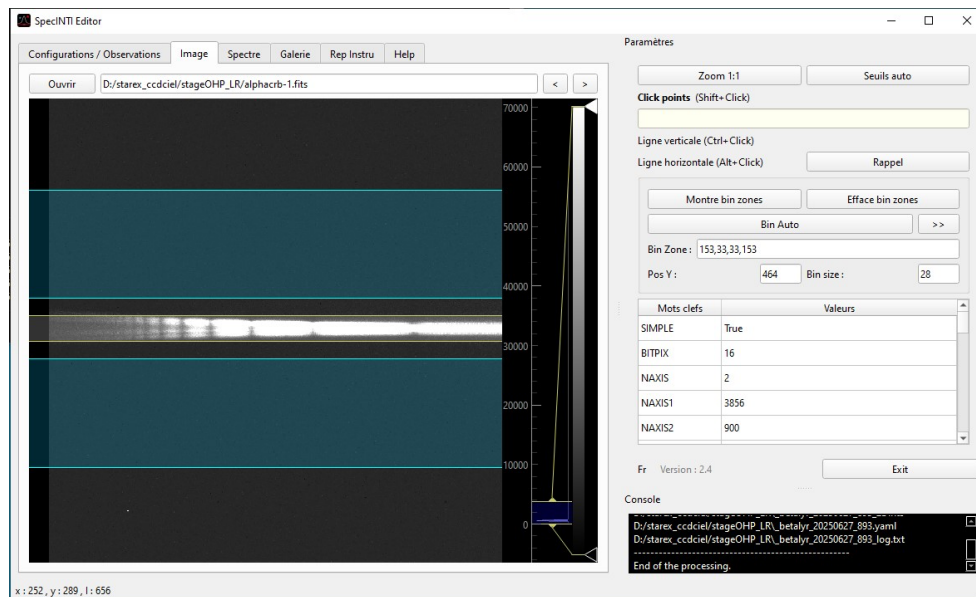 SpecINTI Editor
Configurations / Observations Image Spectre Galerie Rep Instru Help
Ouvrir D:/starex_ccdciel/stageOHP_LR/alphacrb-1.fits < >
70000
60000
50000
40000
30000
20000
10000
0
Paramètres
Zoom 1:1 Seuils auto
Click points (Shift+Click)
Ligne verticale (Ctrl+Click)
Ligne horizontale (Alt+Click) Rappel
Montre bin zones Efface bin zones
Bin Auto >>
Bin Zone : 153,33,33,153
Pos Y : 464 Bin size : 28
Mots clefs Valeurs
SIMPLE True
BITPIX 16
NAXIS 2
NAXIS1 3856
NAXIS2 900
Fr Version : 2.4 Exit
Console
D:/starex_ccdciel/stageOHP_LR\_betalyr_20250627_893.yaml
D:/starex_ccdciel/stageOHP_LR\_betalyr_20250627_893_log.txt
------------------------------------------------------
End of the processing.
x : 252 , y : 289 , I : 656